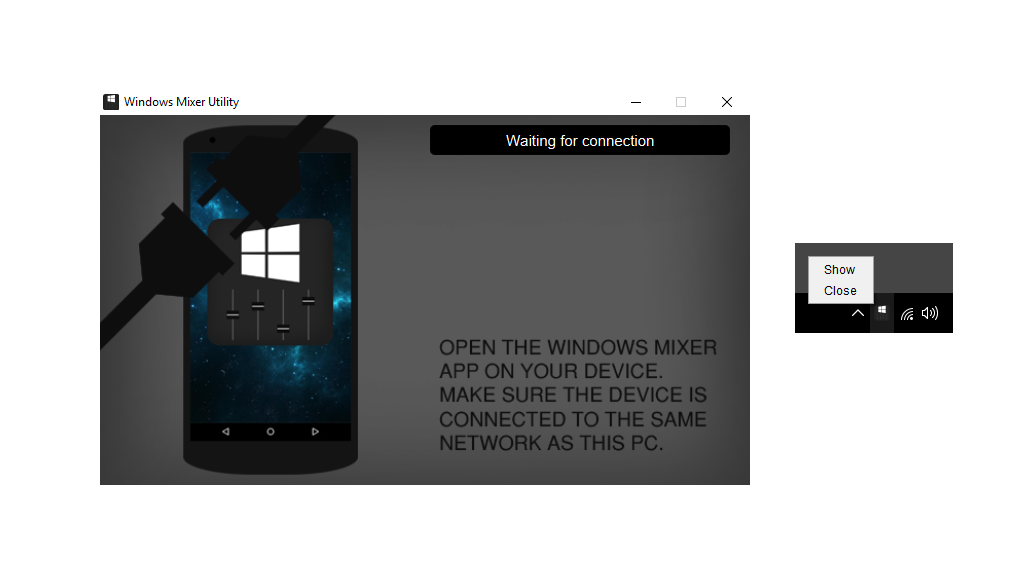 Windows Mixer Utility
Waiting for connection
OPEN THE WINDOWS MIXER
APP ON YOUR DEVICE.
MAKE SURE THE DEVICE IS
CONNECTED TO THE SAME
NETWORK AS THIS PC.
Show
Close